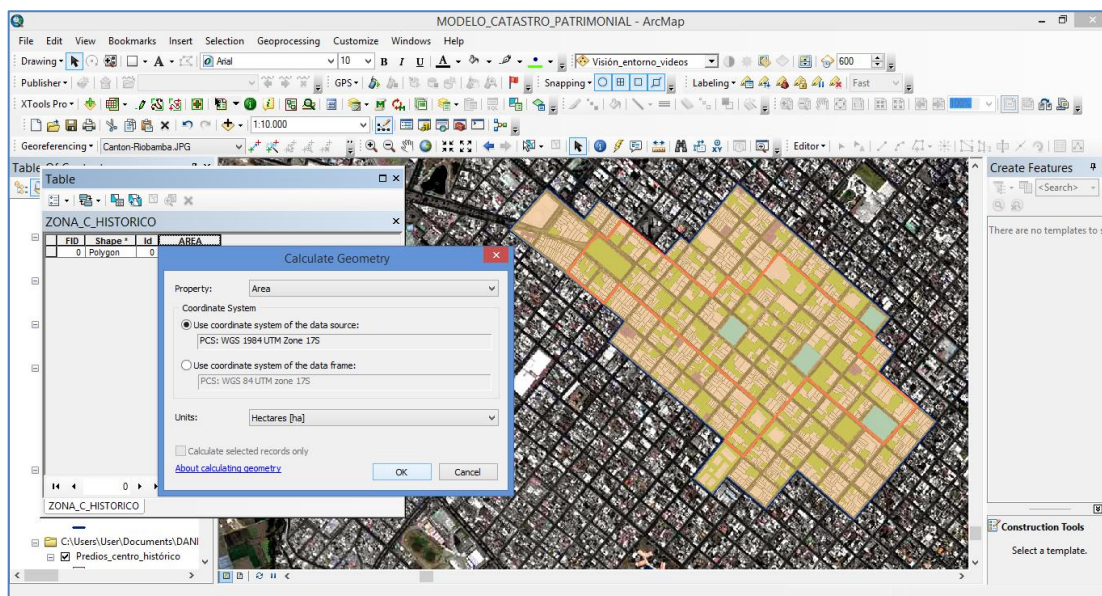 MODELO_CATASTRO_PATRIMONIAL - ArcMap
File Edit View Bookmarks Insert Selection Geoprocessing Customize Windows Help
Drawing A Arial 10 B I U A Visión_entorno_videos 600
Publisher GPS Snapping Labeling Fast
XTools Pro
1:10.000
Georeferencing Canton-Riobamba.JPG Editor
Table
Create Features
<Search>
There are no templates to s
ZONA_C_HISTORICO
FID Shape * Id AREA
0 Polygon 0
Calculate Geometry
Property: Area
Coordinate System
Use coordinate system of the data source:
PCS: WGS 1984 UTM Zone 17S
Use coordinate system of the data frame:
PCS: WGS 84 UTM zone 17S
Units: Hectares [ha]
Calculate selected records only
About calculating geometry
OK Cancel
0
ZONA_C_HISTORICO
C:\Users\User\Documents\DANI
Predios_centro_histórico
Construction Tools
Select a template.